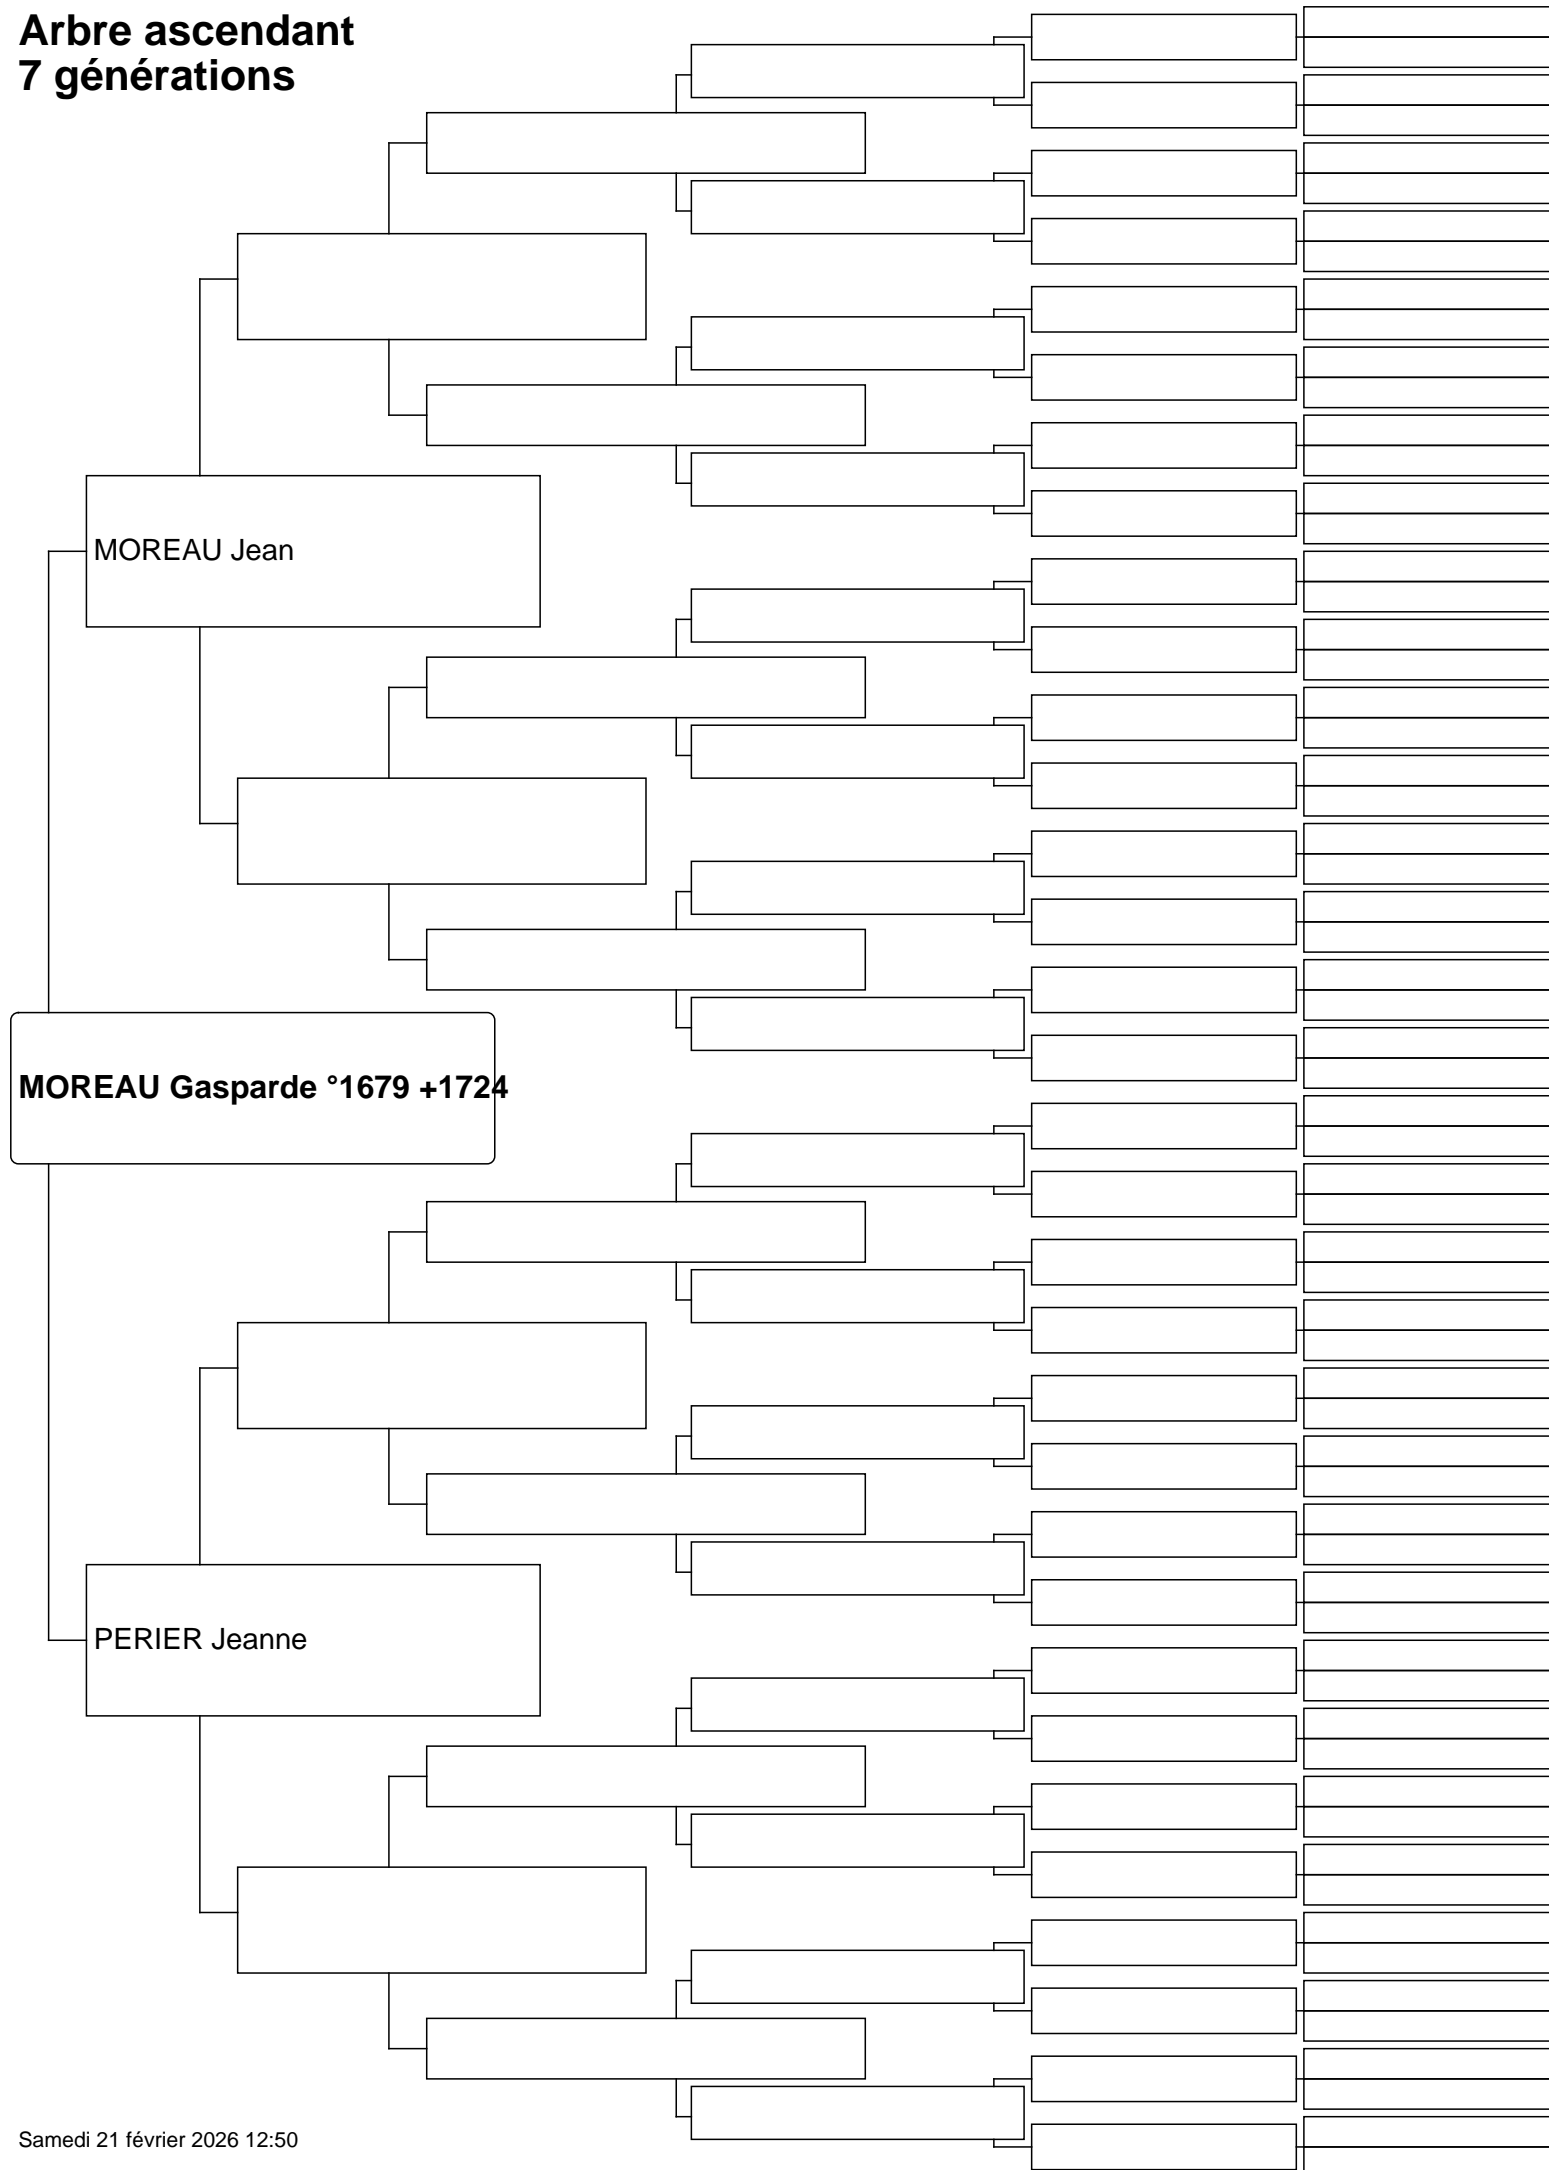 Arbre ascendant
7 générations
MOREAU Jean
MOREAU Gasparde °1679 +1724
PERIER Jeanne
Samedi 21 février 2026 12:50